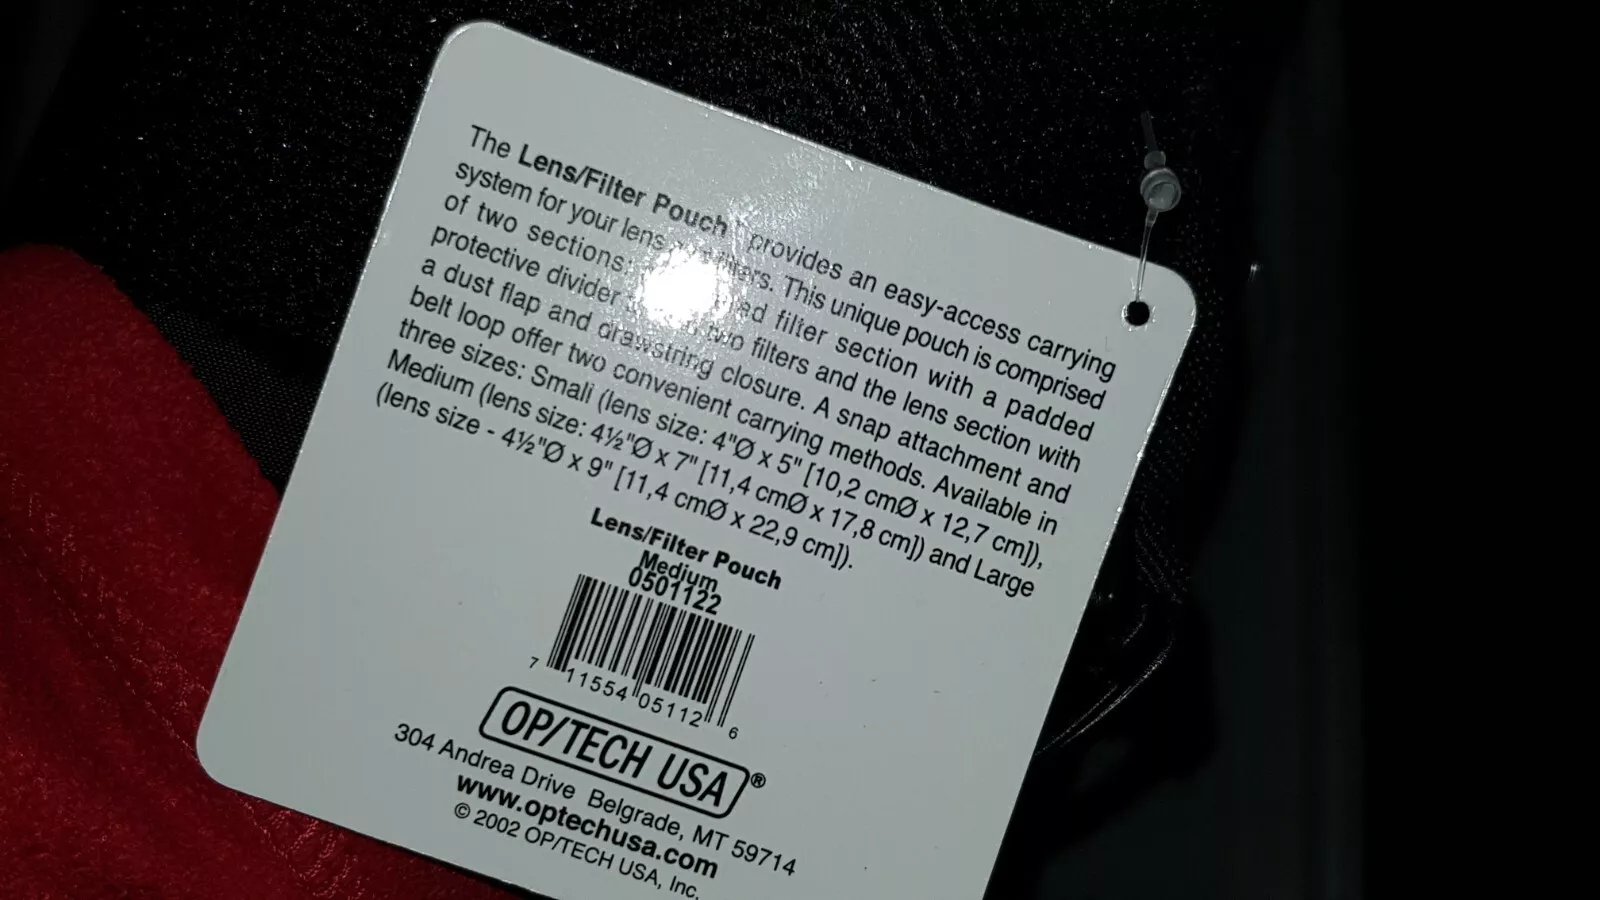 The Lens/Filter Pouch™ provides an easy-access carrying
system for your lens filters. This unique pouch is comprised
of two sections: ed filter section with a padded
protective divider two filters and the lens section with
a dust flap and drawstring closure. A snap attachment and
belt loop offer two convenient carrying methods. Available in
three sizes: Small (lens size: 4"Ø x 5" [10,2 cmØ x 12,7 cm]),
Medium (lens size: 4½"Ø x 7" [11,4 cmØ x 17,8 cm]) and Large
(lens size - 4½"Ø x 9" [11,4 cmØ x 22,9 cm]).
Lens/Filter Pouch
Medium
0501122
7 11554 05112 6
OP/TECH USA®
304 Andrea Drive Belgrade, MT 59714
www.optechusa.com
© 2002 OP/TECH USA, Inc.